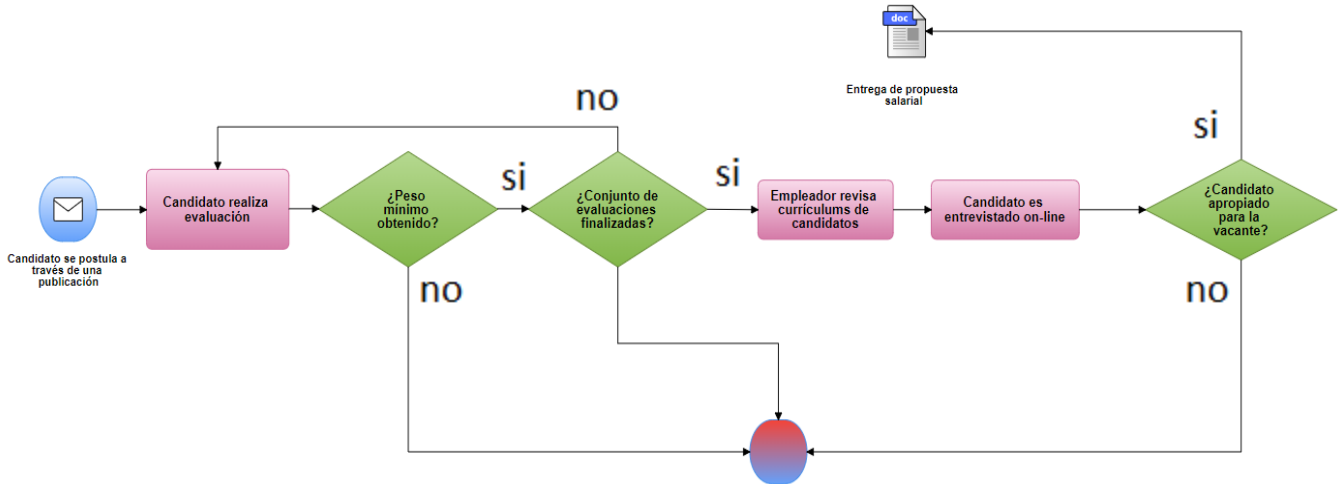 doc
Entrega de propuesta
salarial
no
si
Candidato se postula a
través de una
publicación
Candidato realiza
evaluación
¿Peso
mínimo
obtenido?
si
no
¿Conjunto de
evaluaciones
finalizadas?
si
Empleador revisa
currículums de
candidatos
Candidato es
entrevistado on-line
¿Candidato
apropiado
para la
vacante?
no